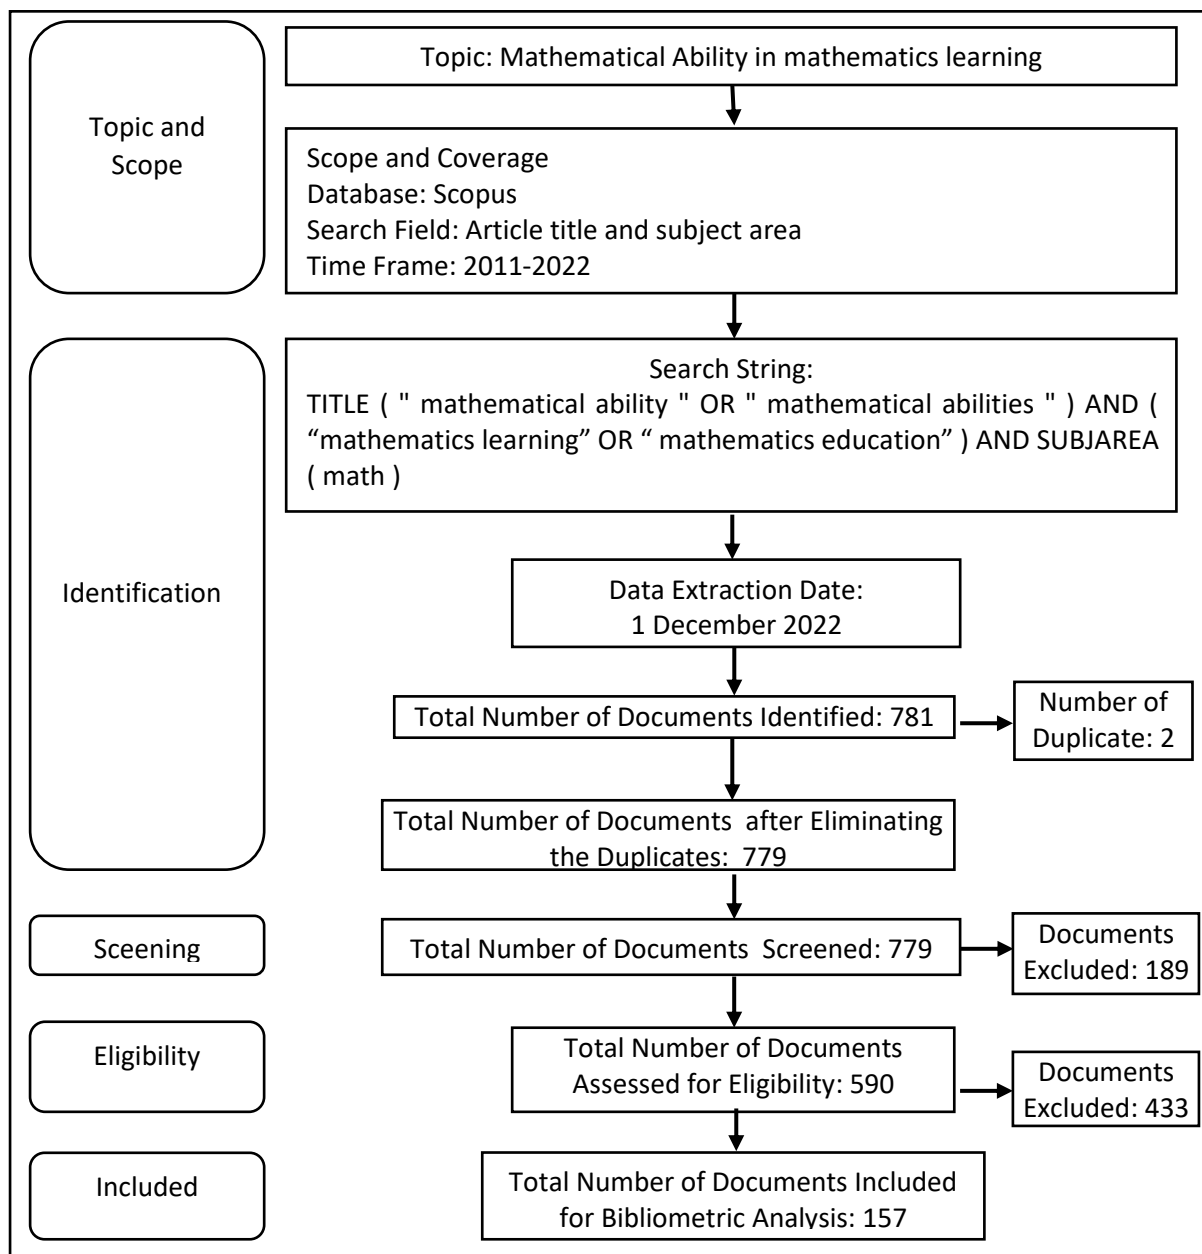 Topic and
Scope
Topic: Mathematical Ability in mathematics learning
Scope and Coverage
Database: Scopus
Search Field: Article title and subject area
Time Frame: 2011-2022
Identification
Search String:
TITLE ( " mathematical ability " OR " mathematical abilities " ) AND (
“mathematics learning” OR “ mathematics education” ) AND SUBJAREA
( math )
Data Extraction Date:
1 December 2022
Total Number of Documents Identified: 781
Number of
Duplicate: 2
Total Number of Documents after Eliminating
the Duplicates: 779
Sceening
Total Number of Documents Screened: 779
Documents
Excluded: 189
Eligibility
Total Number of Documents
Assessed for Eligibility: 590
Documents
Excluded: 433
Included
Total Number of Documents Included
for Bibliometric Analysis: 157